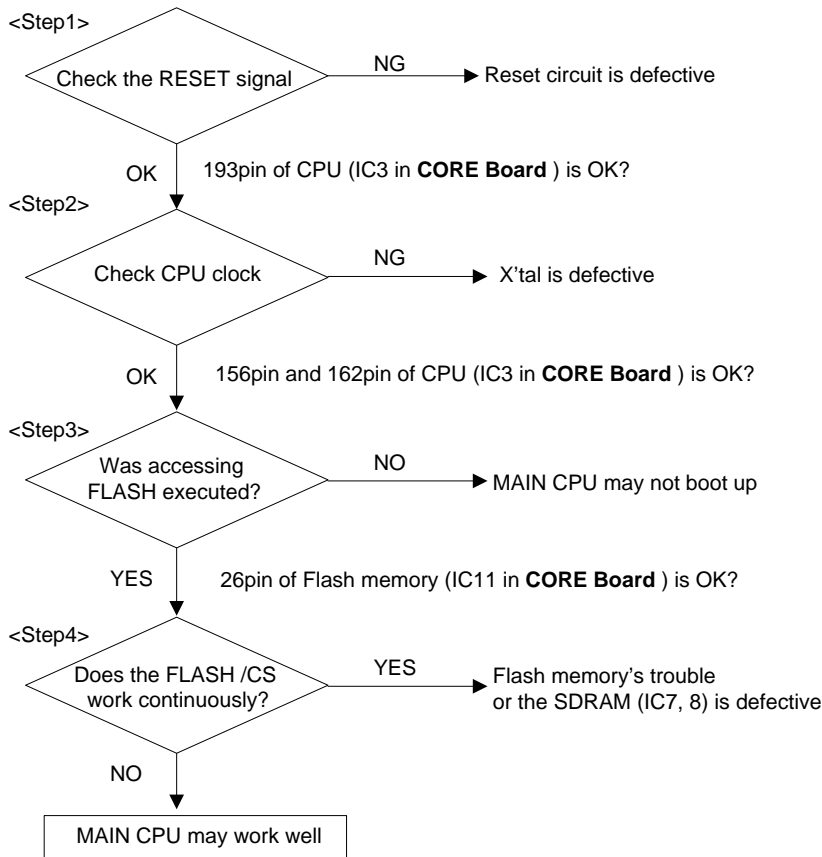 <Step1>
Check the RESET signal
NG
Reset circuit is defective
OK
193pin of CPU (IC3 in CORE Board ) is OK?
<Step2>
Check CPU clock
NG
X'tal is defective
OK
156pin and 162pin of CPU (IC3 in CORE Board ) is OK?
<Step3>
Was accessing
FLASH executed?
NO
MAIN CPU may not boot up
YES
26pin of Flash memory (IC11 in CORE Board ) is OK?
<Step4>
Does the FLASH /CS
work continuously?
YES
Flash memory's trouble
or the SDRAM (IC7, 8) is defective
NO
MAIN CPU may work well